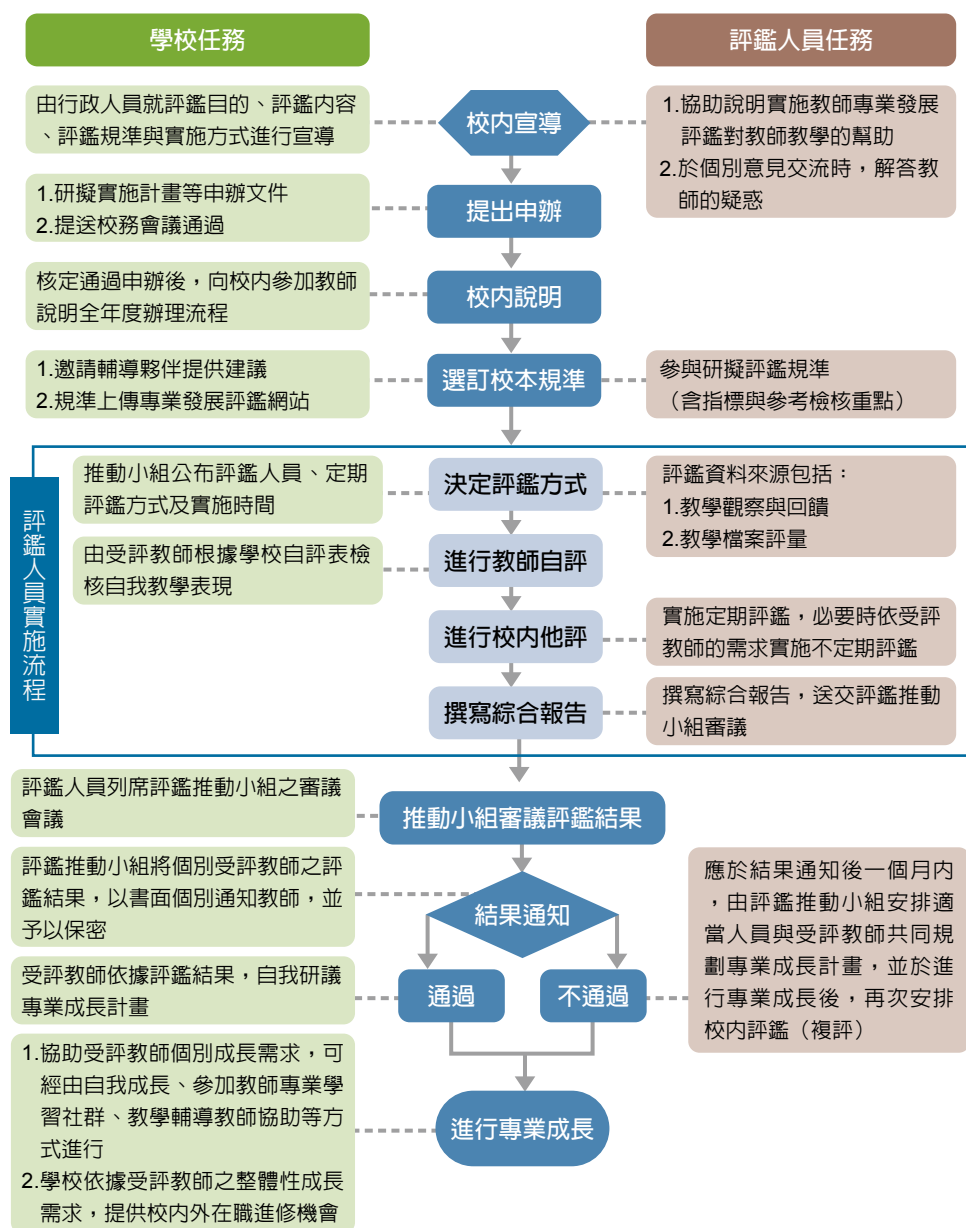 學校任務
評鑑人員任務
由行政人員就評鑑目的、評鑑內容
、評鑑規準與實施方式進行宣導
校內宣導
1.協助說明實施教師專業發展
評鑑對教師教學的幫助
2.於個別意見交流時，解答教
師的疑惑
1.研擬實施計畫等申辦文件
2.提送校務會議通過
提出申辦
核定通過申辦後，向校內參加教師
說明全年度辦理流程
校內說明
1.邀請輔導夥伴提供建議
2.規準上傳專業發展評鑑網站
選訂校本規準
參與研擬評鑑規準
（含指標與參考檢核重點）
評鑑人員實施流程
推動小組公布評鑑人員、定期
評鑑方式及實施時間
決定評鑑方式
評鑑資料來源包括：
1.教學觀察與回饋
2.教學檔案評量
由受評教師根據學校自評表檢
核自我教學表現
進行教師自評
進行校內他評
實施定期評鑑，必要時依受評
教師的需求實施不定期評鑑
撰寫綜合報告
撰寫綜合報告，送交評鑑推動
小組審議
評鑑人員列席評鑑推動小組之審議
會議
推動小組審議評鑑結果
評鑑推動小組將個別受評教師之評
鑑結果，以書面個別通知教師，並
予以保密
結果通知
應於結果通知後一個月內
，由評鑑推動小組安排適
當人員與受評教師共同規
劃專業成長計畫，並於進
行專業成長後，再次安排
校內評鑑（複評）
受評教師依據評鑑結果，自我研議
專業成長計畫
通過
不通過
1.協助受評教師個別成長需求，可
經由自我成長、參加教師專業學
習社群、教學輔導教師協助等方
式進行
2.學校依據受評教師之整體性成長
需求，提供校內外在職進修機會
進行專業成長